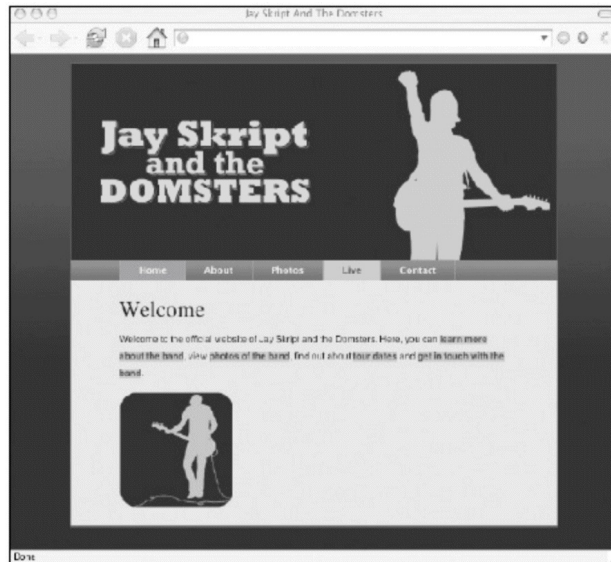 Jay Skript And The Domsters
Jay Skript
and the
DOMSTERS
Home About Photos Live Contact
Welcome
Welcome to the official website of Jay Skript and the Domsters. Here, you can learn more
about the band, view photos of the band, find out about tour dates and get in touch with the
band.
Done